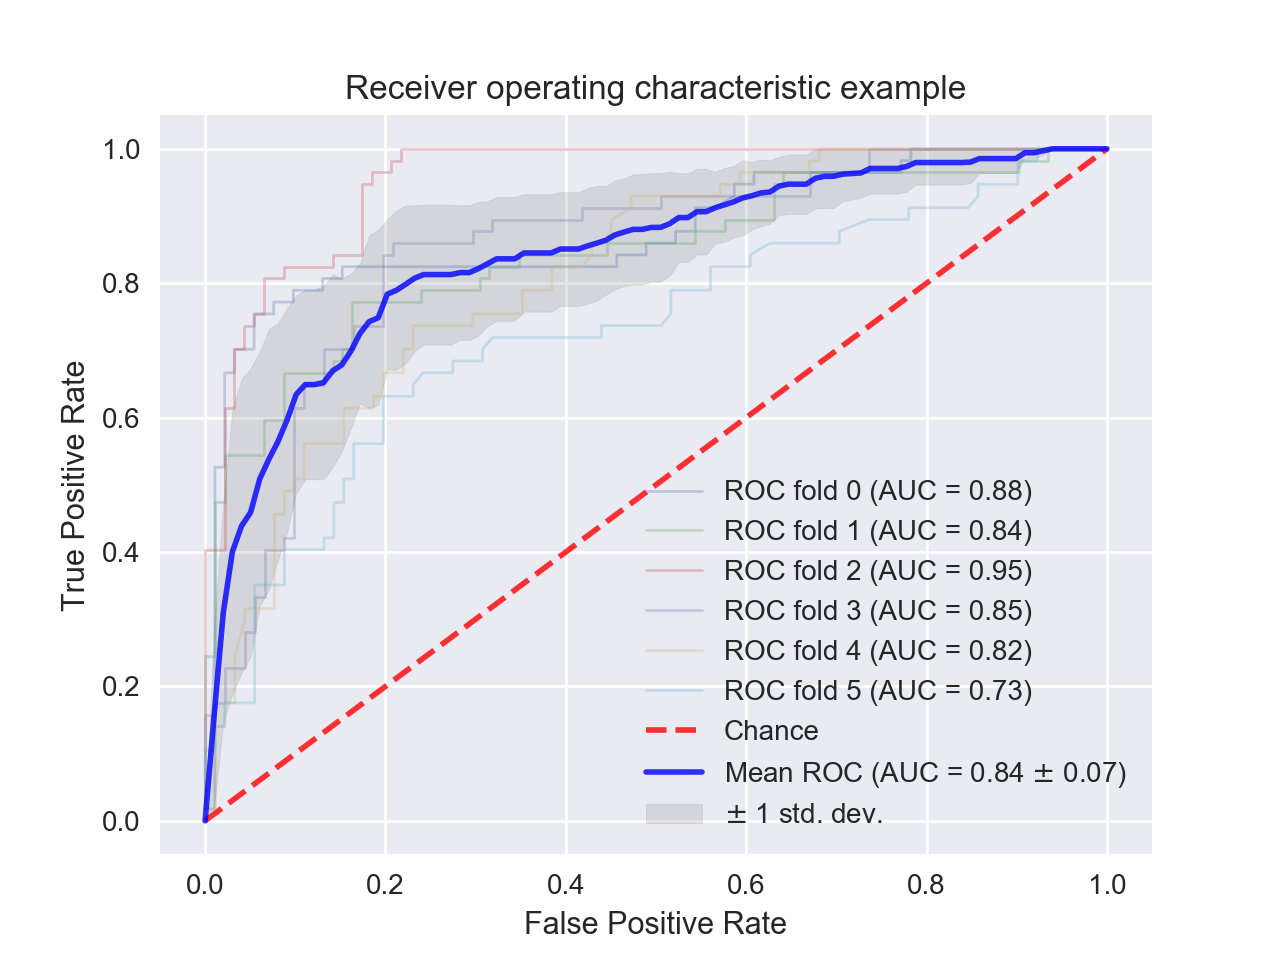 Receiver operating characteristic example
1.0
0.8
0.6
0.4
0.2
0.0
True Positive Rate
ROC fold 0 (AUC = 0.88)
ROC fold 1 (AUC = 0.84)
ROC fold 2 (AUC = 0.95)
ROC fold 3 (AUC = 0.85)
ROC fold 4 (AUC = 0.82)
ROC fold 5 (AUC = 0.73)
Chance
Mean ROC (AUC = 0.84 ± 0.07)
± 1 std. dev.
0.0 0.2 0.4 0.6 0.8 1.0
False Positive Rate